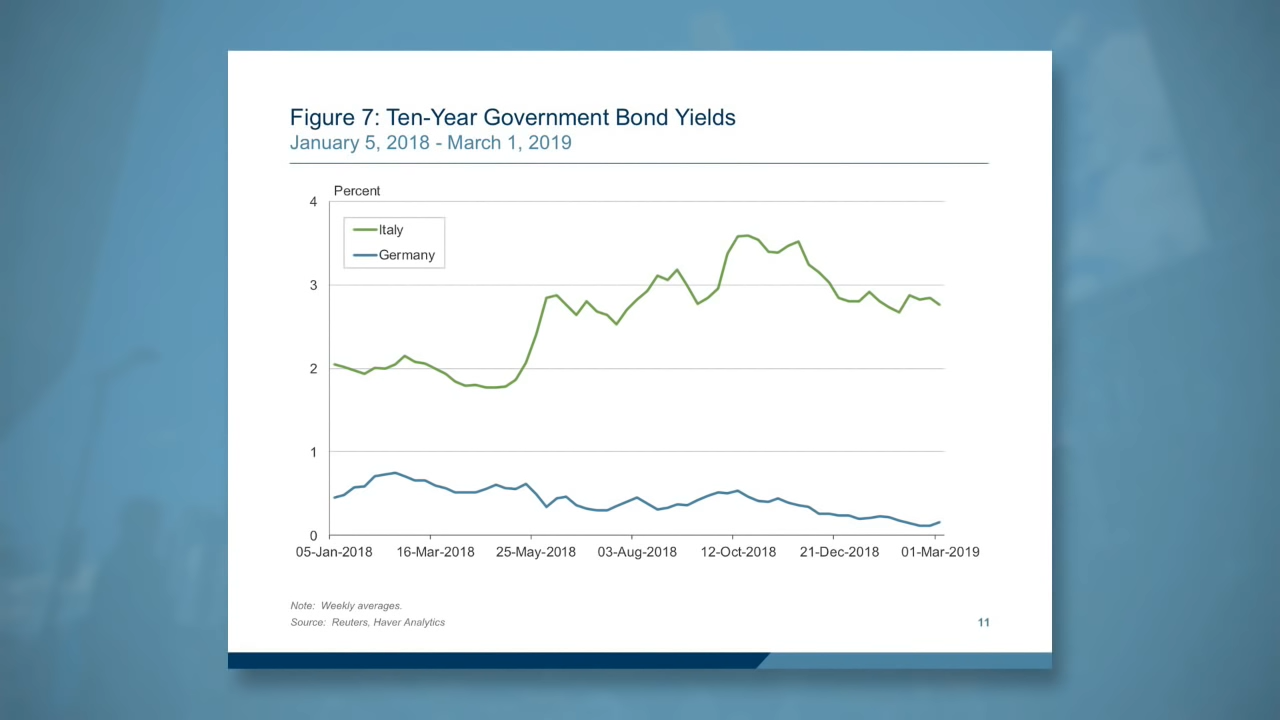 Figure 7: Ten-Year Government Bond Yields
January 5, 2018 - March 1, 2019
Percent
4
3
2
1
0
Italy
Germany
05-Jan-2018 16-Mar-2018 25-May-2018 03-Aug-2018 12-Oct-2018 21-Dec-2018 01-Mar-2019
Note: Weekly averages.
Source: Reuters, Haver Analytics
11